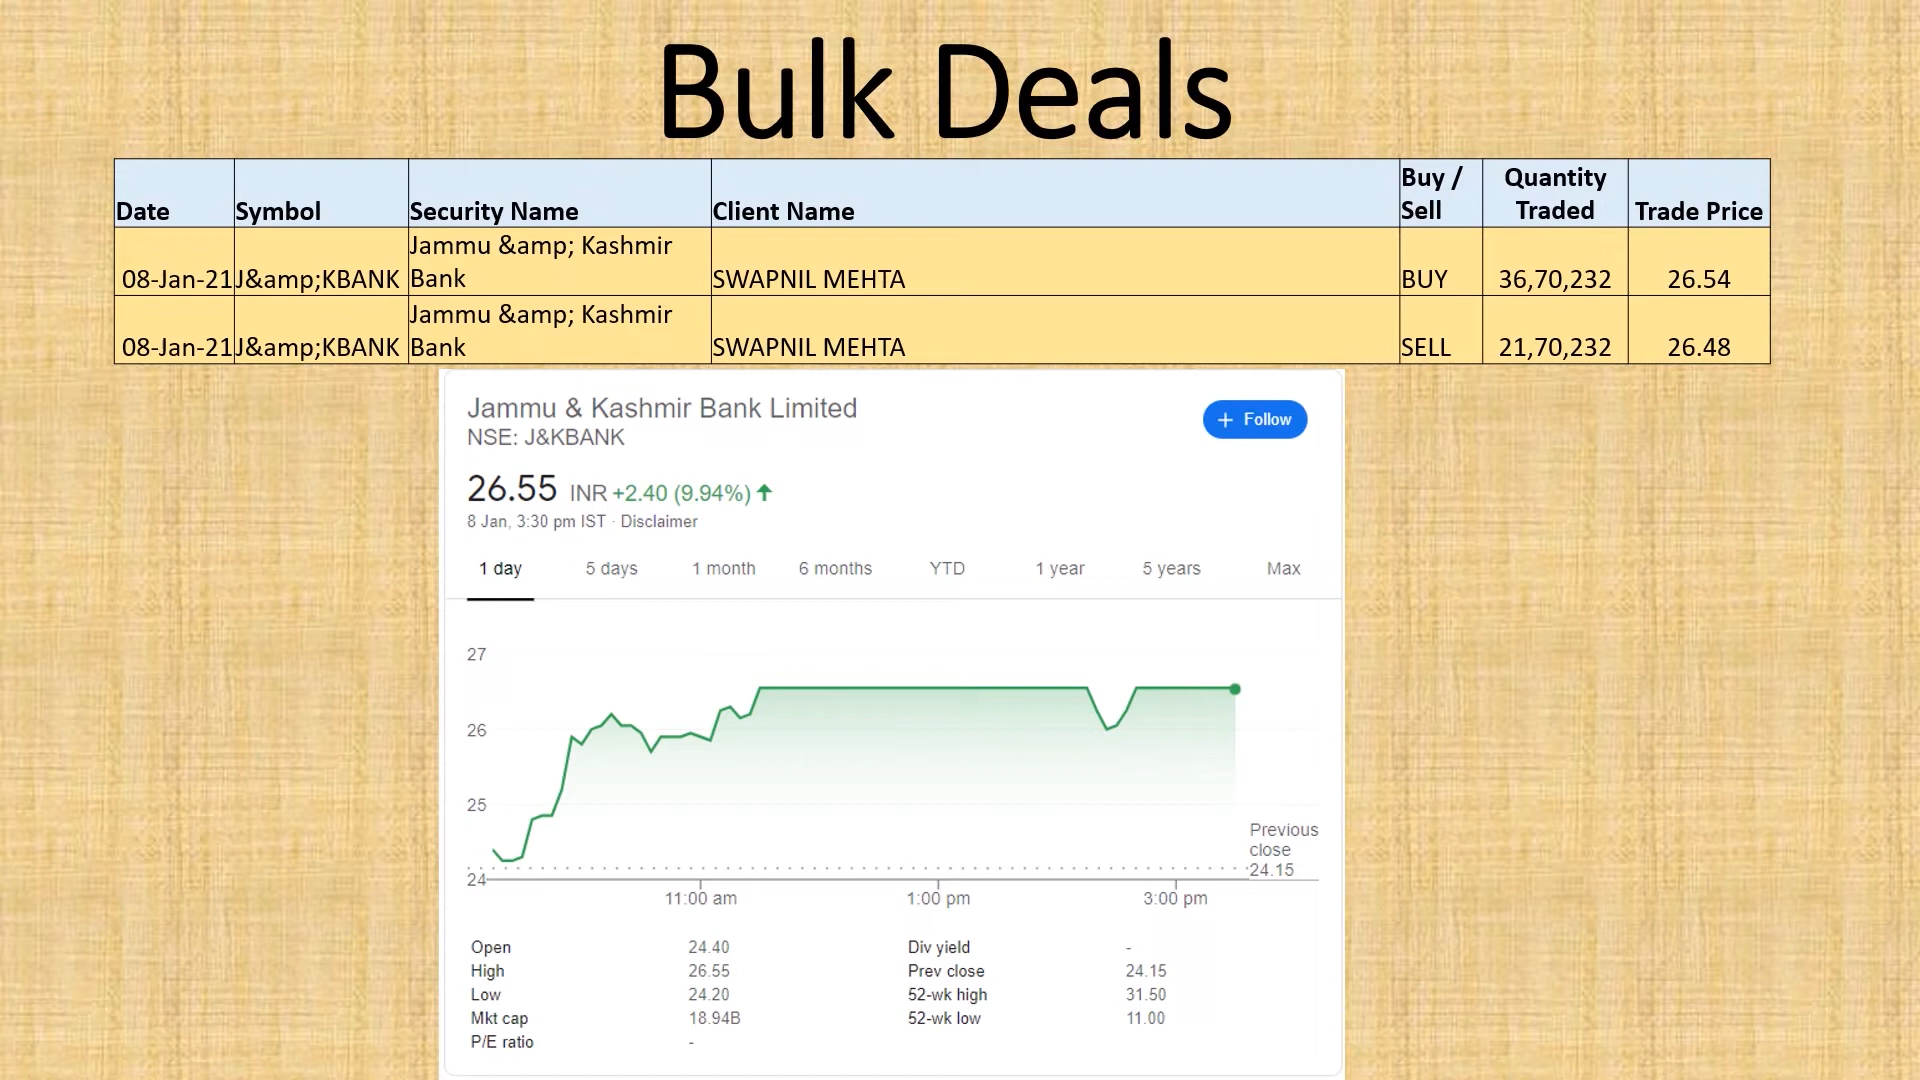 Bulk Deals
Date Symbol Security Name Client Name Buy / Sell Quantity Traded Trade Price
08-Jan-21 J&amp;KBANK Jammu &amp; Kashmir Bank SWAPNIL MEHTA BUY 36,70,232 26.54
08-Jan-21 J&amp;KBANK Jammu &amp; Kashmir Bank SWAPNIL MEHTA SELL 21,70,232 26.48
Jammu & Kashmir Bank Limited
+ Follow
NSE: J&KBANK
26.55 INR +2.40 (9.94%)
8 Jan, 3:30 pm IST · Disclaimer
1 day 5 days 1 month 6 months YTD 1 year 5 years Max
27
26
25
24
Previous
close
24.15
11:00 am 1:00 pm 3:00 pm
Open 24.40 Div yield -
High 26.55 Prev close 24.15
Low 24.20 52-wk high 31.50
Mkt cap 18.94B 52-wk low 11.00
P/E ratio -